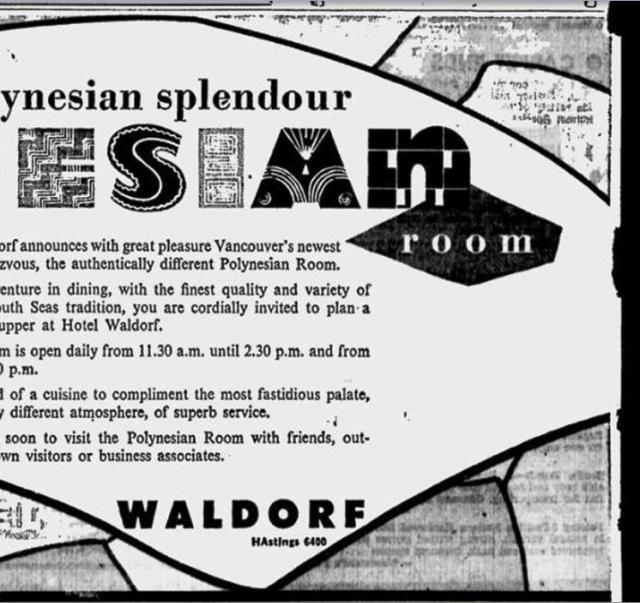 ynesian splendour
ESIAn
room
orf announces with great pleasure Vancouver's newest
zvous, the authentically different Polynesian Room.
enture in dining, with the finest quality and variety of
outh Seas tradition, you are cordially invited to plan a
upper at Hotel Waldorf.
m is open daily from 11.30 a.m. until 2.30 p.m. and from
0 p.m.
d of a cuisine to compliment the most fastidious palate,
y different atmosphere, of superb service.
soon to visit the Polynesian Room with friends, out-
wn visitors or business associates.
WALDORF
HAstings 6400